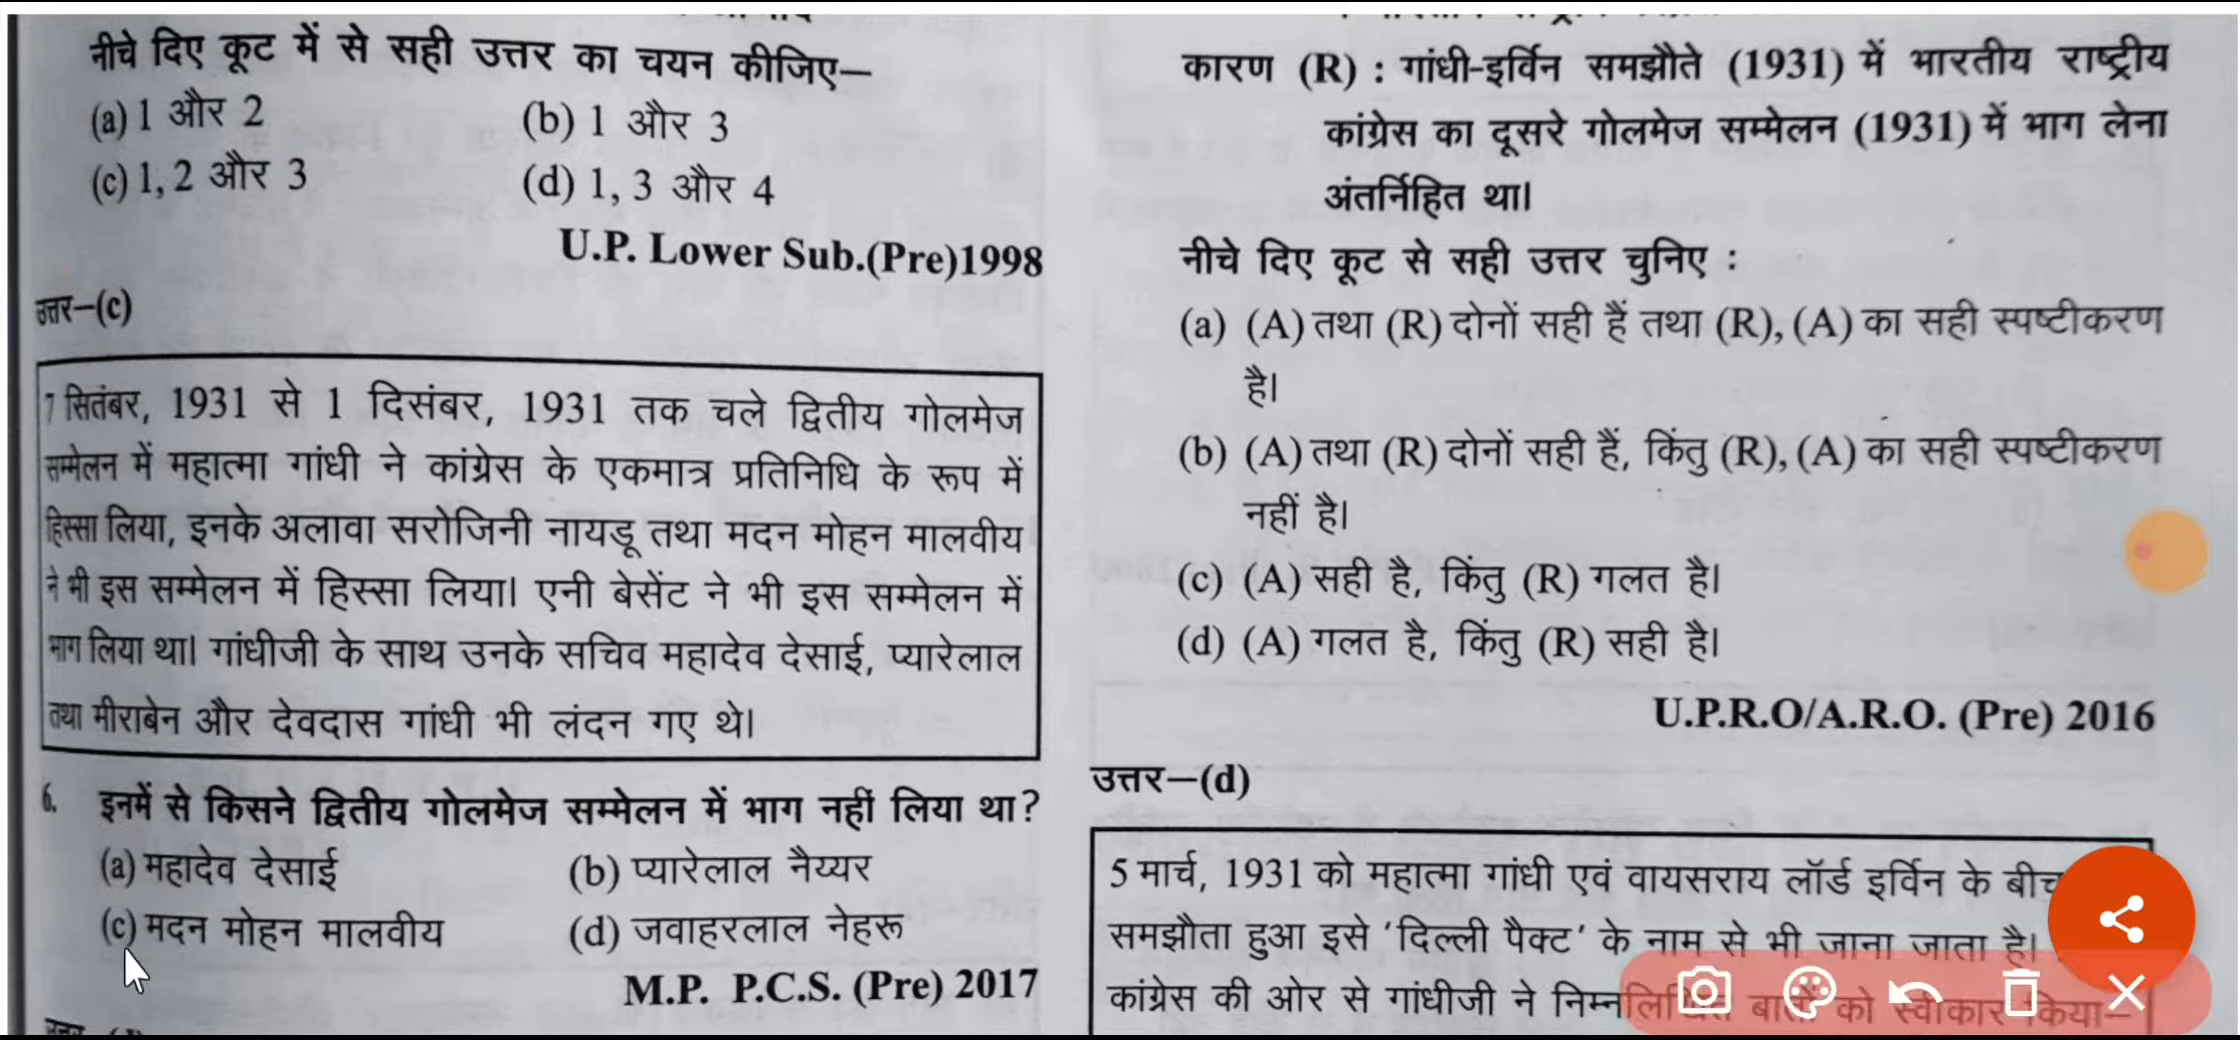 नीचे दिए कूट में से सही उत्तर का चयन कीजिए—
(a) 1 और 2 (b) 1 और 3
(c) 1, 2 और 3 (d) 1, 3 और 4
U.P. Lower Sub.(Pre)1998
उत्तर—(c)
7 सितंबर, 1931 से 1 दिसंबर, 1931 तक चले द्वितीय गोलमेज
सम्मेलन में महात्मा गांधी ने कांग्रेस के एकमात्र प्रतिनिधि के रूप में
हिस्सा लिया, इनके अलावा सरोजिनी नायडू तथा मदन मोहन मालवीय
ने भी इस सम्मेलन में हिस्सा लिया। एनी बेसेंट ने भी इस सम्मेलन में
भाग लिया था। गांधीजी के साथ उनके सचिव महादेव देसाई, प्यारेलाल
तथा मीराबेन और देवदास गांधी भी लंदन गए थे।
6. इनमें से किसने द्वितीय गोलमेज सम्मेलन में भाग नहीं लिया था?
(a) महादेव देसाई (b) प्यारेलाल नैय्यर
(c) मदन मोहन मालवीय (d) जवाहरलाल नेहरू
M.P. P.C.S. (Pre) 2017
कारण (R) : गांधी-इर्विन समझौते (1931) में भारतीय राष्ट्रीय
कांग्रेस का दूसरे गोलमेज सम्मेलन (1931) में भाग लेना
अंतर्निहित था।
नीचे दिए कूट से सही उत्तर चुनिए :
(a) (A) तथा (R) दोनों सही हैं तथा (R), (A) का सही स्पष्टीकरण
है।
(b) (A) तथा (R) दोनों सही हैं, किंतु (R), (A) का सही स्पष्टीकरण
नहीं है।
(c) (A) सही है, किंतु (R) गलत है।
(d) (A) गलत है, किंतु (R) सही है।
U.P.R.O/A.R.O. (Pre) 2016
उत्तर—(d)
5 मार्च, 1931 को महात्मा गांधी एवं वायसराय लॉर्ड इर्विन के बीच
समझौता हुआ इसे 'दिल्ली पैक्ट' के नाम से भी जाना जाता है।
कांग्रेस की ओर से गांधीजी ने निम्नलिखित बातों को स्वीकार किया—